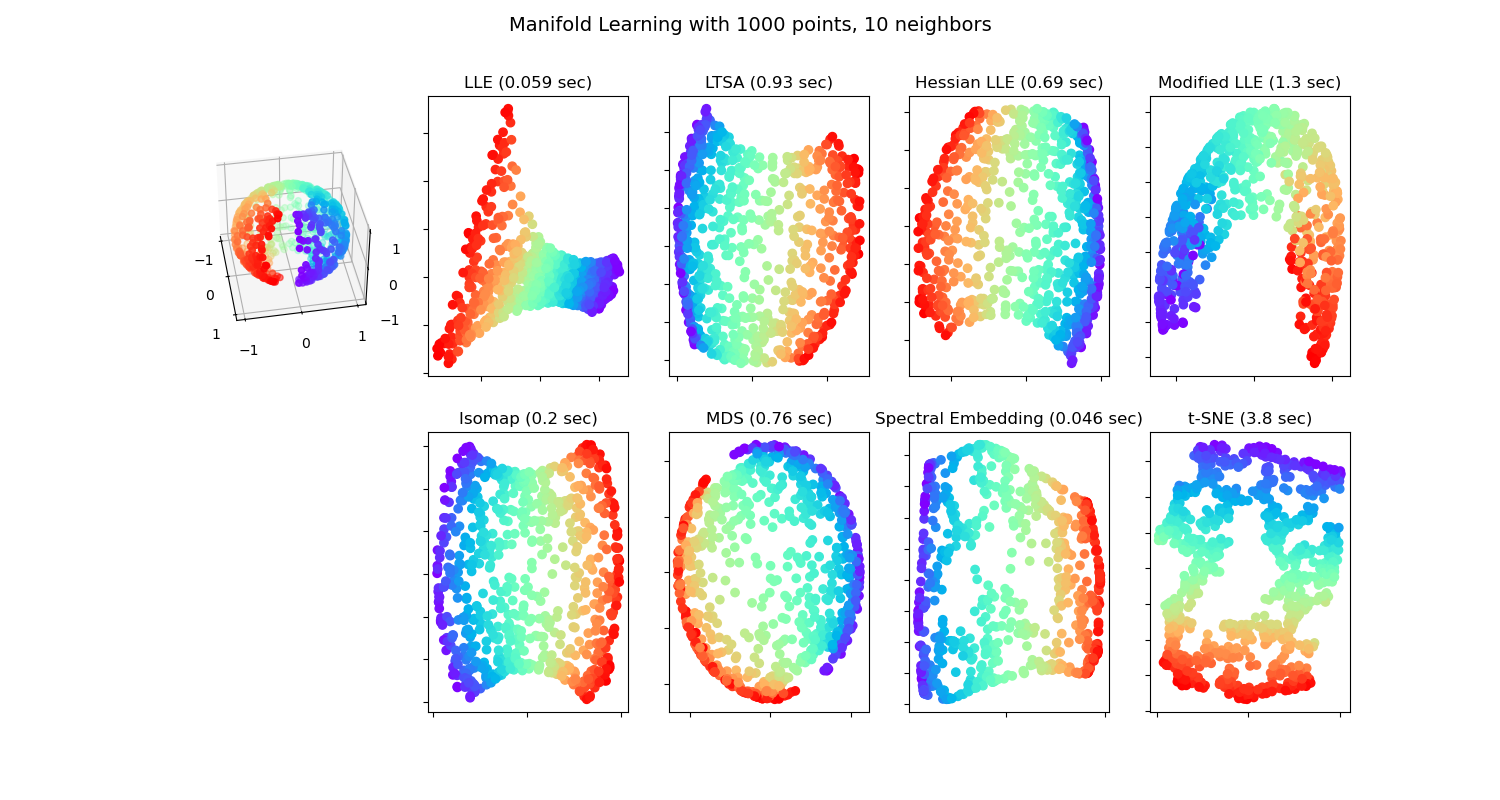 Manifold Learning with 1000 points, 10 neighbors
LLE (0.059 sec)
LTSA (0.93 sec)
Hessian LLE (0.69 sec)
Modified LLE (1.3 sec)
−1
0
1
−1
0
1
1
0
−1
Isomap (0.2 sec)
MDS (0.76 sec)
Spectral Embedding (0.046 sec)
t-SNE (3.8 sec)